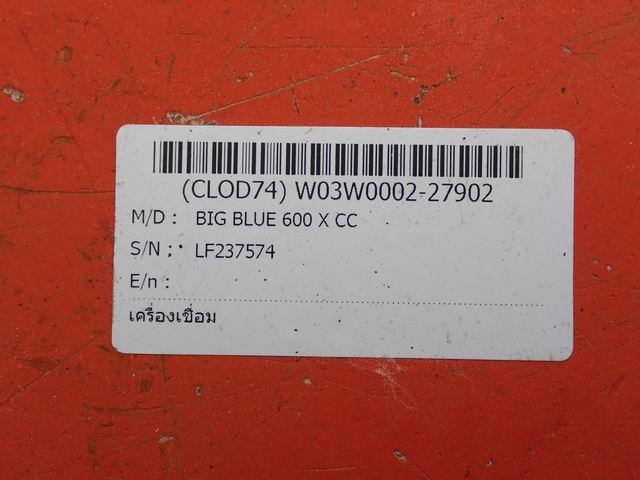 (CLOD74) W03W0002-27902
M/D : BIG BLUE 600 X CC
S/N : LF237574
E/n :
เครื่องเชื่อม